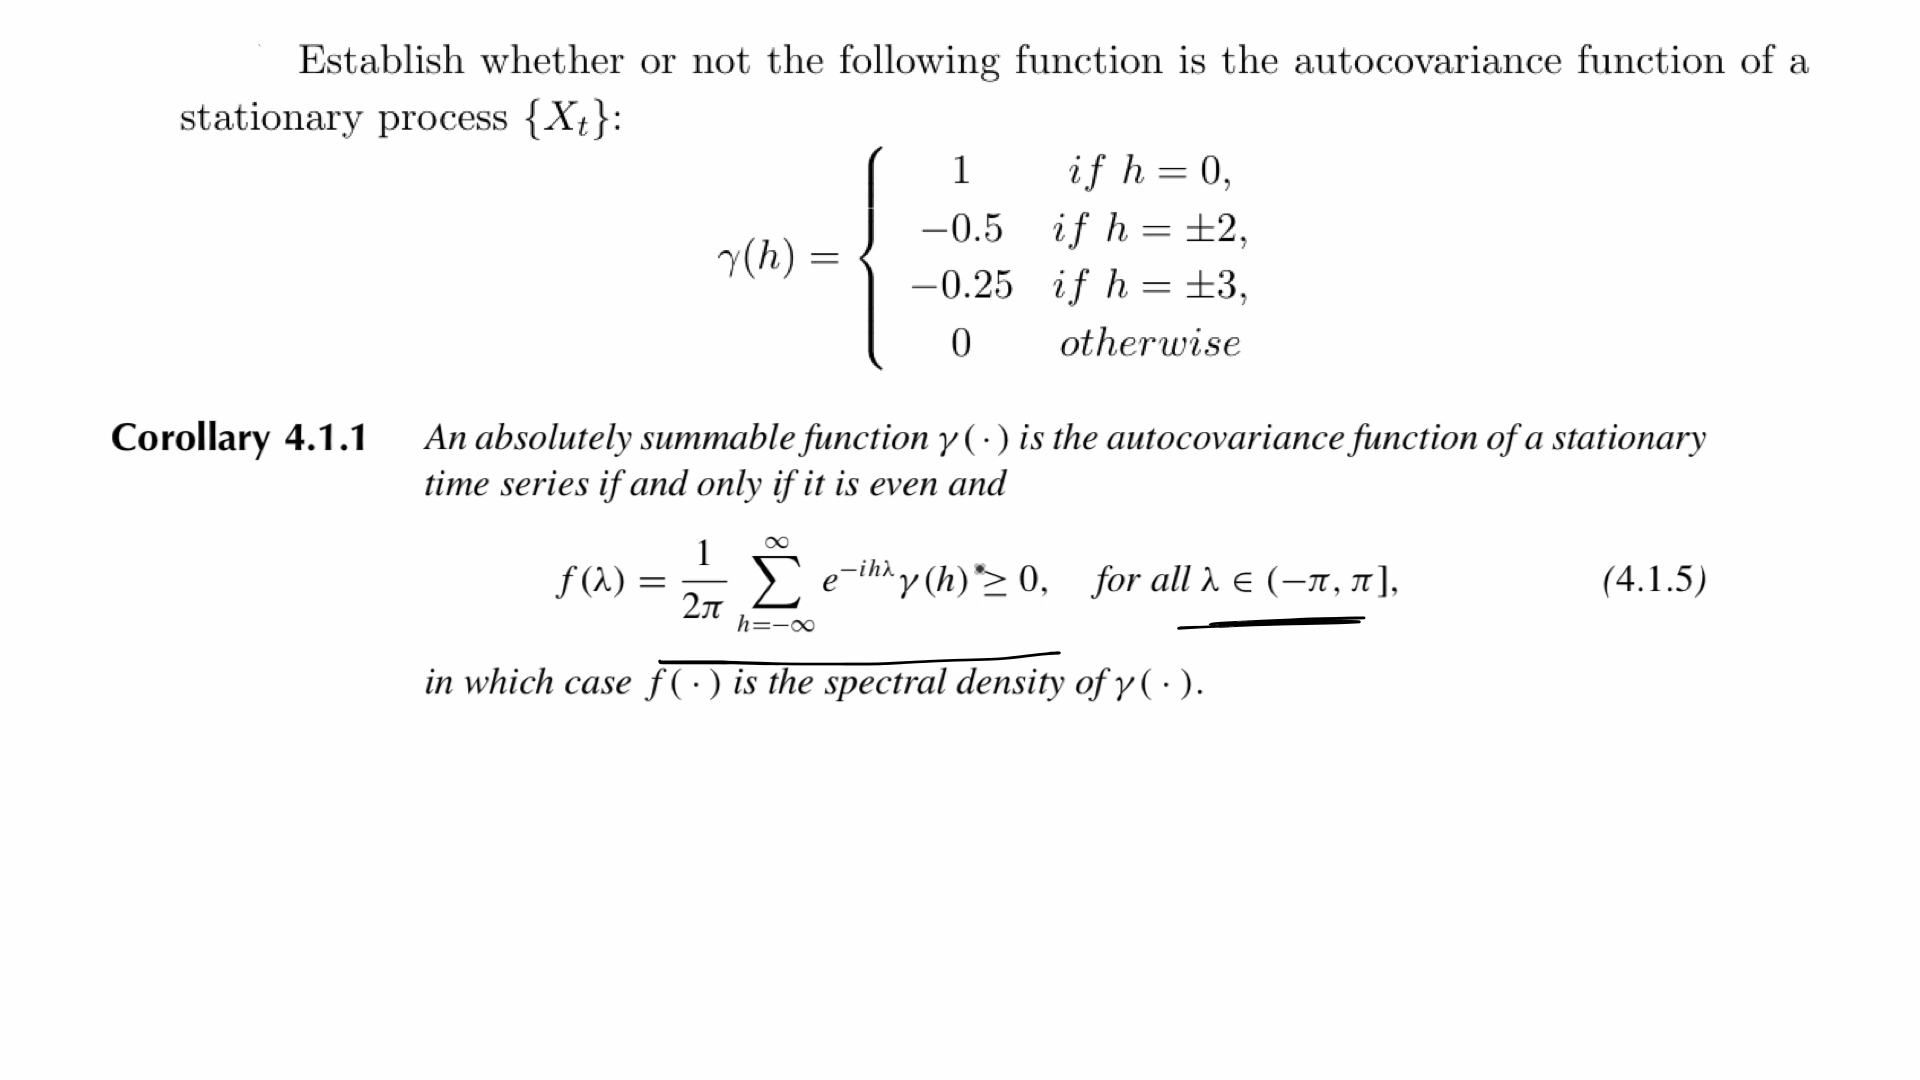 Establish whether or not the following function is the autocovariance function of a
stationary process {X_t}:
γ(h) = { 1 if h = 0,
−0.5 if h = ±2,
−0.25 if h = ±3,
0 otherwise
Corollary 4.1.1 An absolutely summable function γ(·) is the autocovariance function of a stationary
time series if and only if it is even and
f(λ) = 1/2π ∑_{h=−∞}^{∞} e^{−ihλ} γ(h) ≥ 0, for all λ ∈ (−π, π], (4.1.5)
in which case f(·) is the spectral density of γ(·).